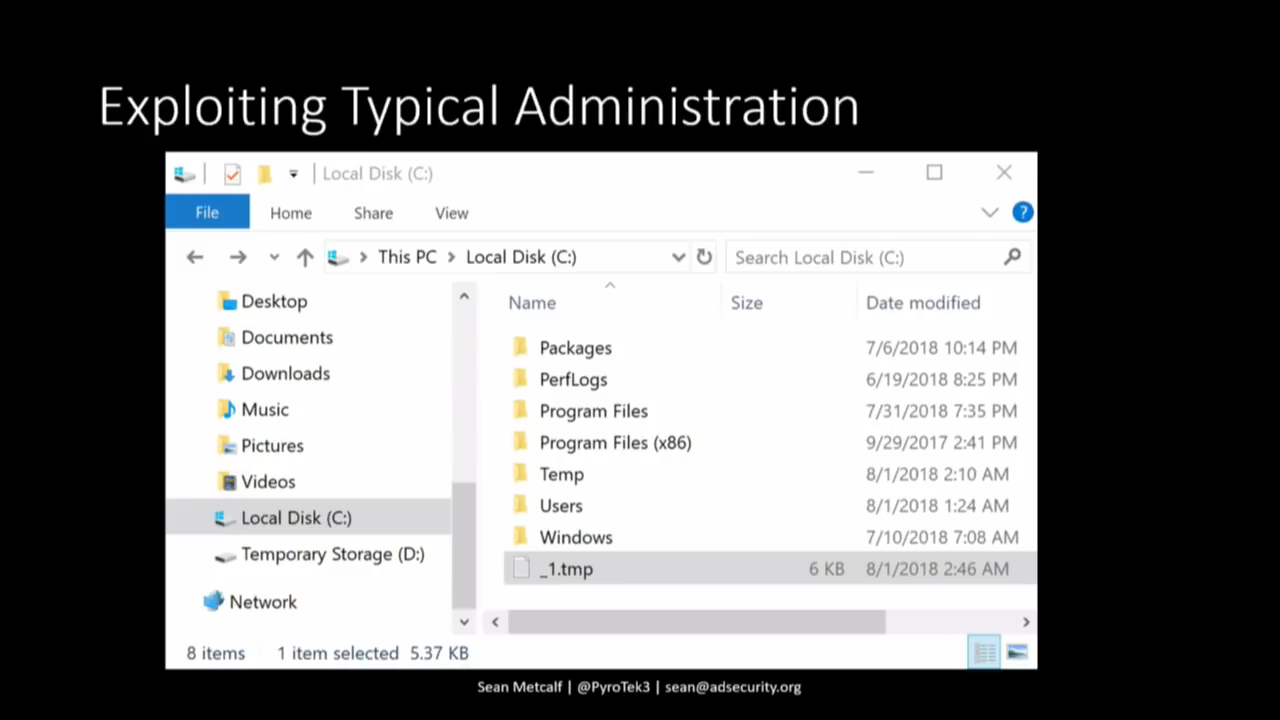 Exploiting Typical Administration
Local Disk (C:)
File Home Share View
?
This PC > Local Disk (C:)
Search Local Disk (C:)
Desktop
Documents
Downloads
Music
Pictures
Videos
Local Disk (C:)
Temporary Storage (D:)
Network
Name Size Date modified
Packages 7/6/2018 10:14 PM
PerfLogs 6/19/2018 8:25 PM
Program Files 7/31/2018 7:35 PM
Program Files (x86) 9/29/2017 2:41 PM
Temp 8/1/2018 2:10 AM
Users 8/1/2018 1:24 AM
Windows 7/10/2018 7:08 AM
_1.tmp 6 KB 8/1/2018 2:46 AM
8 items 1 item selected 5.37 KB
Sean Metcalf | @PyroTek3 | sean@adsecurity.org